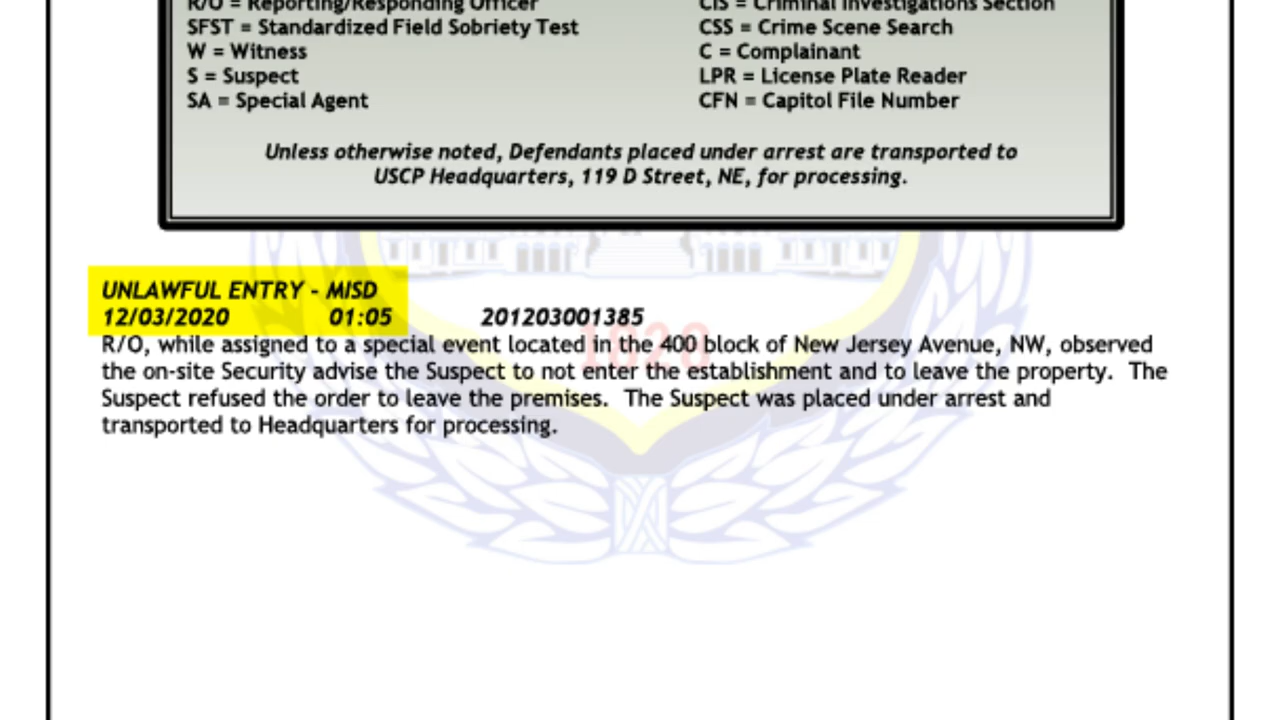 R/O = Reporting/Responding Officer CIS = Criminal Investigations Section
SFST = Standardized Field Sobriety Test CSS = Crime Scene Search
W = Witness C = Complainant
S = Suspect LPR = License Plate Reader
SA = Special Agent CFN = Capitol File Number
Unless otherwise noted, Defendants placed under arrest are transported to
USCP Headquarters, 119 D Street, NE, for processing.
UNLAWFUL ENTRY - MISD
12/03/2020 01:05 201203001385
1828
R/O, while assigned to a special event located in the 400 block of New Jersey Avenue, NW, observed
the on-site Security advise the Suspect to not enter the establishment and to leave the property. The
Suspect refused the order to leave the premises. The Suspect was placed under arrest and
transported to Headquarters for processing.